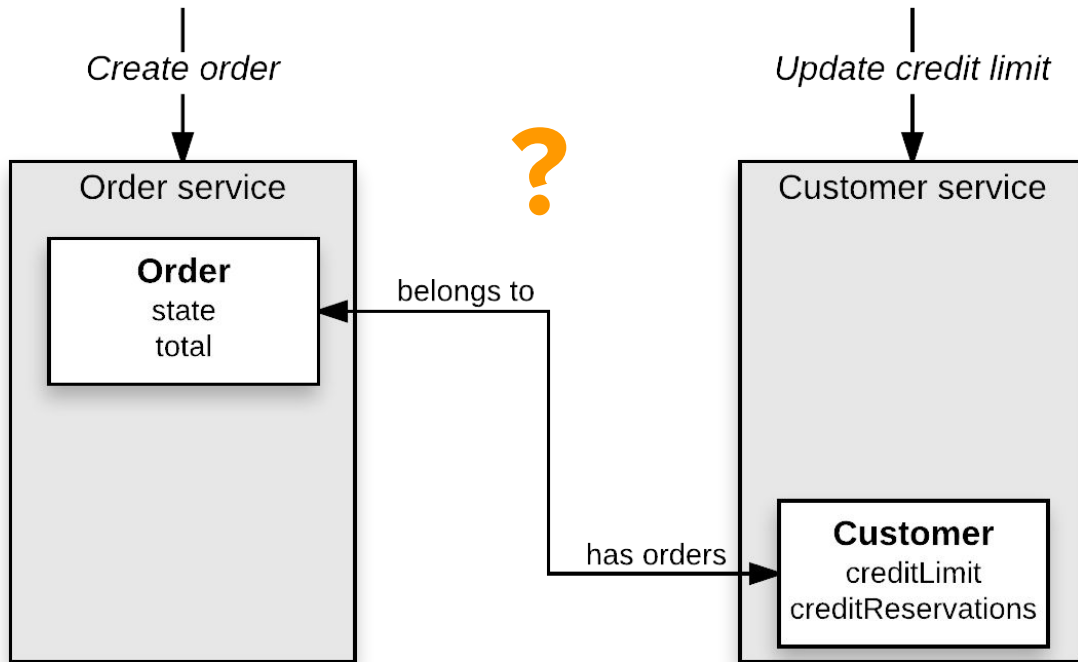 Create order
Update credit limit
?
Order service
Customer service
Order
state
total
belongs to
has orders
Customer
creditLimit
creditReservations